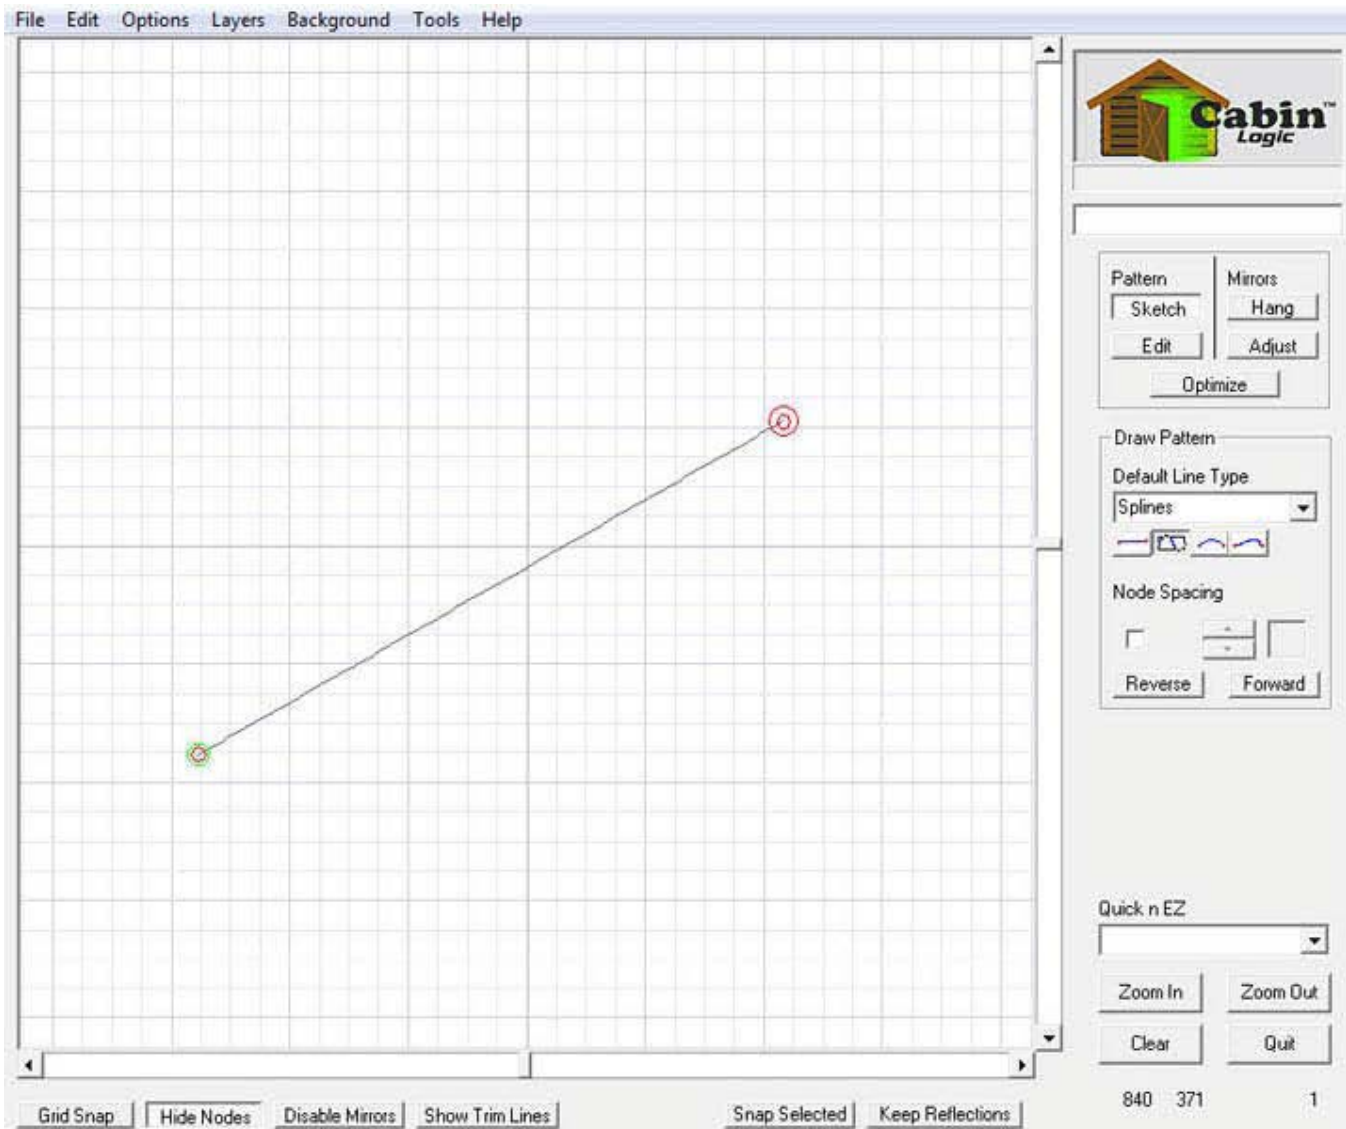 File Edit Options Layers Background Tools Help
Cabin™
Logic
Pattern Mirrors
Sketch Hang
Edit Adjust
Optimize
Draw Pattern
Default Line Type
Splines
Node Spacing
Reverse Forward
Quick n EZ
Zoom In Zoom Out
Clear Quit
Grid Snap Hide Nodes Disable Mirrors Show Trim Lines Snap Selected Keep Reflections 840 371 1